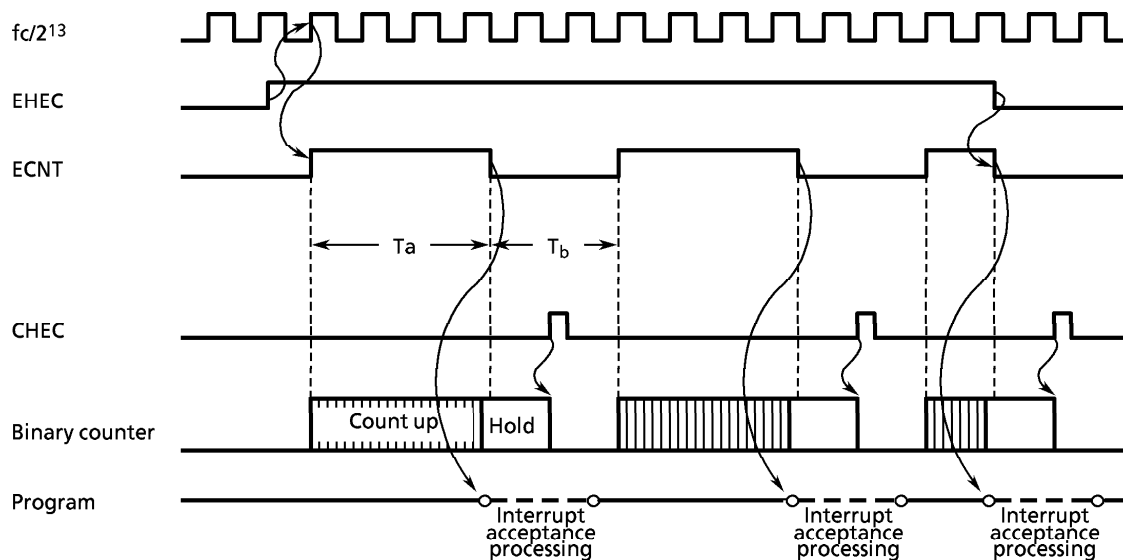 fc/2¹³
EHEC
ECNT
Ta
Tb
CHEC
Binary counter
Count up
Hold
Program
Interrupt
acceptance
processing
Interrupt
acceptance
processing
Interrupt
acceptance
processing